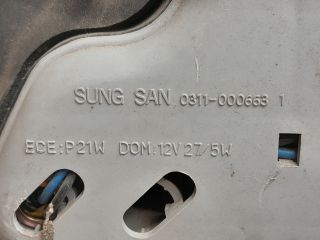 SUNG SAN 0311-000663 1
ECE:P21W DOM:12V 27/5W